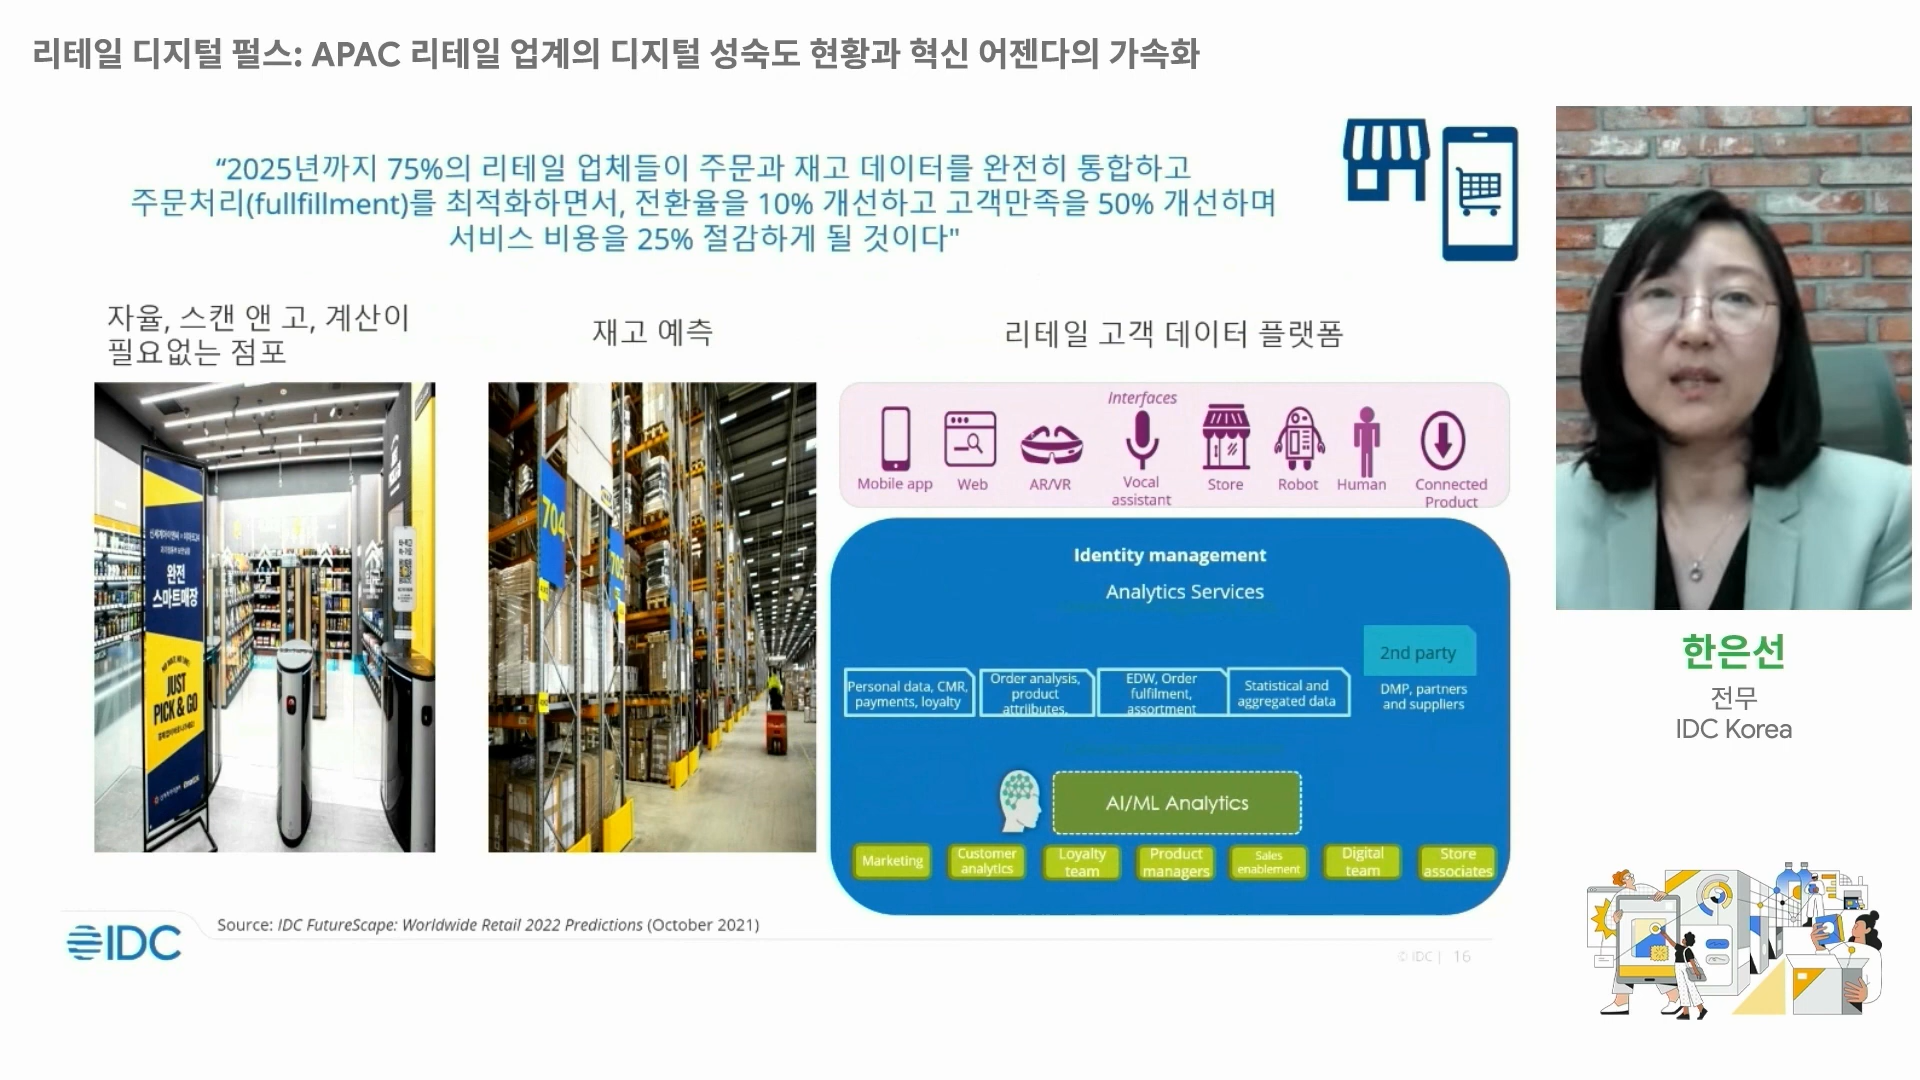 리테일 디지털 펄스: APAC 리테일 업계의 디지털 성숙도 현황과 혁신 어젠다의 가속화
“2025년까지 75%의 리테일 업체들이 주문과 재고 데이터를 완전히 통합하고
주문처리(fullfillment)를 최적화하면서, 전환율을 10% 개선하고 고객만족을 50% 개선하며
서비스 비용을 25% 절감하게 될 것이다"
자율, 스캔 앤 고, 계산이
필요없는 점포
완전
스마트매장
JUST
PICK & GO
재고 예측
704
705
리테일 고객 데이터 플랫폼
Interfaces
Mobile app
Web
AR/VR
Vocal
assistant
Store
Robot
Human
Connected
Product
Identity management
Analytics Services
Personal data, CMR,
payments, loyalty
Order analysis,
product
attriibutes,
EDW, Order
fulfilment,
assortment
Statistical and
aggregated data
2nd party
DMP, partners
and suppliers
AI/ML Analytics
Marketing
Customer
analytics
Loyalty
team
Product
managers
Sales
enablement
Digital
team
Store
associates
한은선
전무
IDC Korea
IDC
Source: IDC FutureScape: Worldwide Retail 2022 Predictions (October 2021)
© IDC | 16